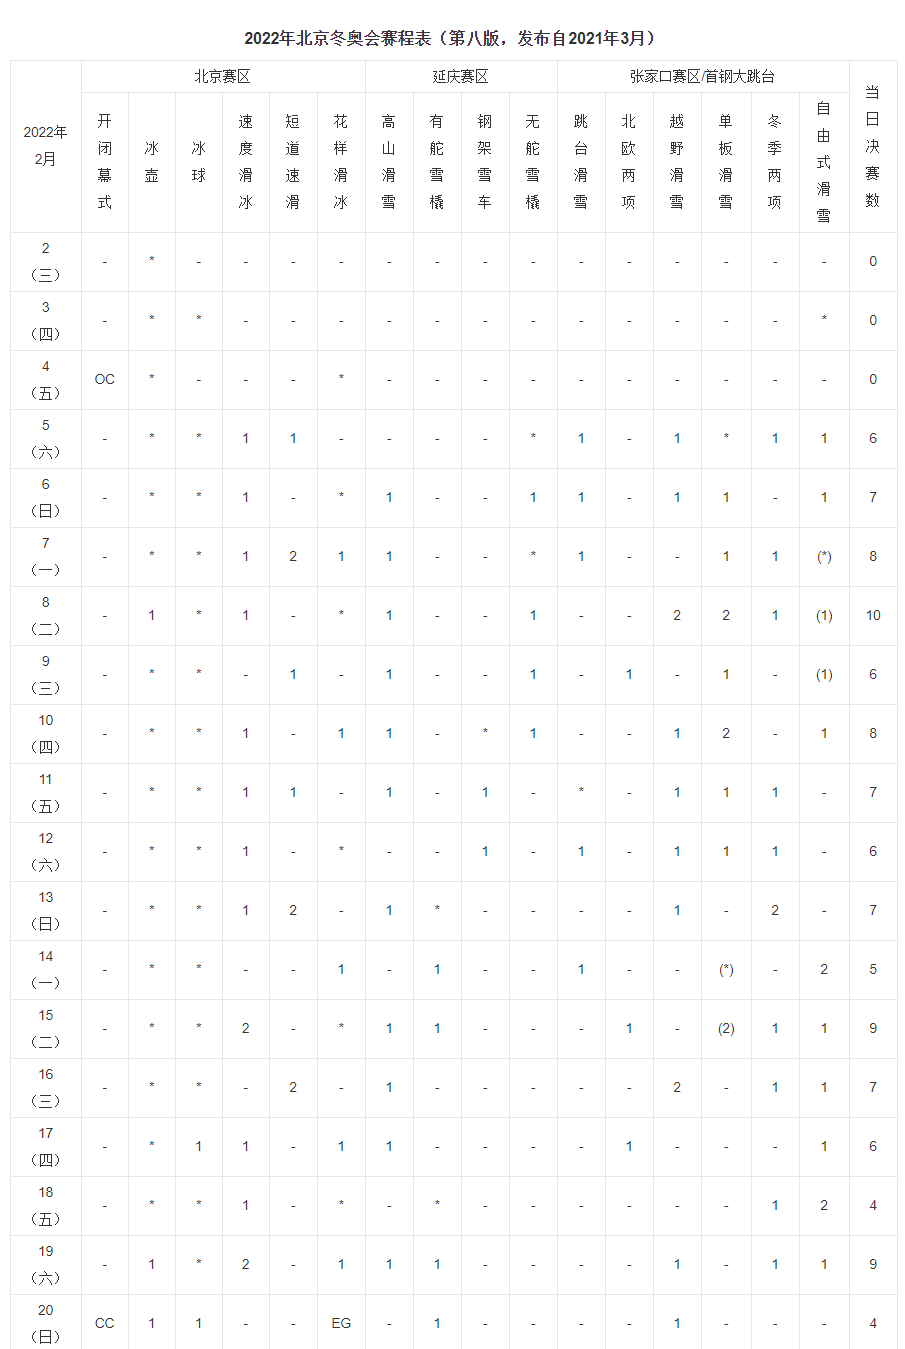 2022年北京冬奥会赛程表（第八版，发布自2021年3月）
2022年2月 北京赛区 延庆赛区 张家口赛区/首钢大跳台 当日决赛数
开闭幕式 冰壶 冰球 速度滑冰 短道速滑 花样滑冰 高山滑雪 有舵雪橇 钢架雪车 无舵雪橇 跳台滑雪 北欧两项 越野滑雪 单板滑雪 冬季两项 自由式滑雪
2（三） - * - - - - - - - - - - - - - - 0
3（四） - * * - - - - - - - - - - - - * 0
4（五） OC * - - - * - - - - - - - - - - 0
5（六） - * * 1 1 - - - - * 1 - 1 * 1 1 6
6（日） - * * 1 - * 1 - - 1 1 - 1 1 - 1 7
7（一） - * * 1 2 1 1 - - * 1 - - 1 1 (*) 8
8（二） - 1 * 1 - * 1 - - 1 - - 2 2 1 (1) 10
9（三） - * * - 1 - 1 - - 1 - 1 - 1 - (1) 6
10（四） - * * 1 - 1 1 - * 1 - - 1 2 - 1 8
11（五） - * * 1 1 - 1 - 1 - * - 1 1 1 - 7
12（六） - * * 1 - * - - 1 - 1 - 1 1 1 - 6
13（日） - * * 1 2 - 1 * - - - - 1 - 2 - 7
14（一） - * * - - 1 - 1 - - 1 - - (*) - 2 5
15（二） - * * 2 - * 1 1 - - - 1 - (2) 1 1 9
16（三） - * * - 2 - 1 - - - - - 2 - 1 1 7
17（四） - * 1 1 - 1 1 - - - - 1 - - - 1 6
18（五） - * * 1 - * - * - - - - - - 1 2 4
19（六） - 1 * 2 - 1 1 1 - - - - 1 - 1 1 9
20（日） CC 1 1 - - EG - 1 - - - - 1 - - - 4